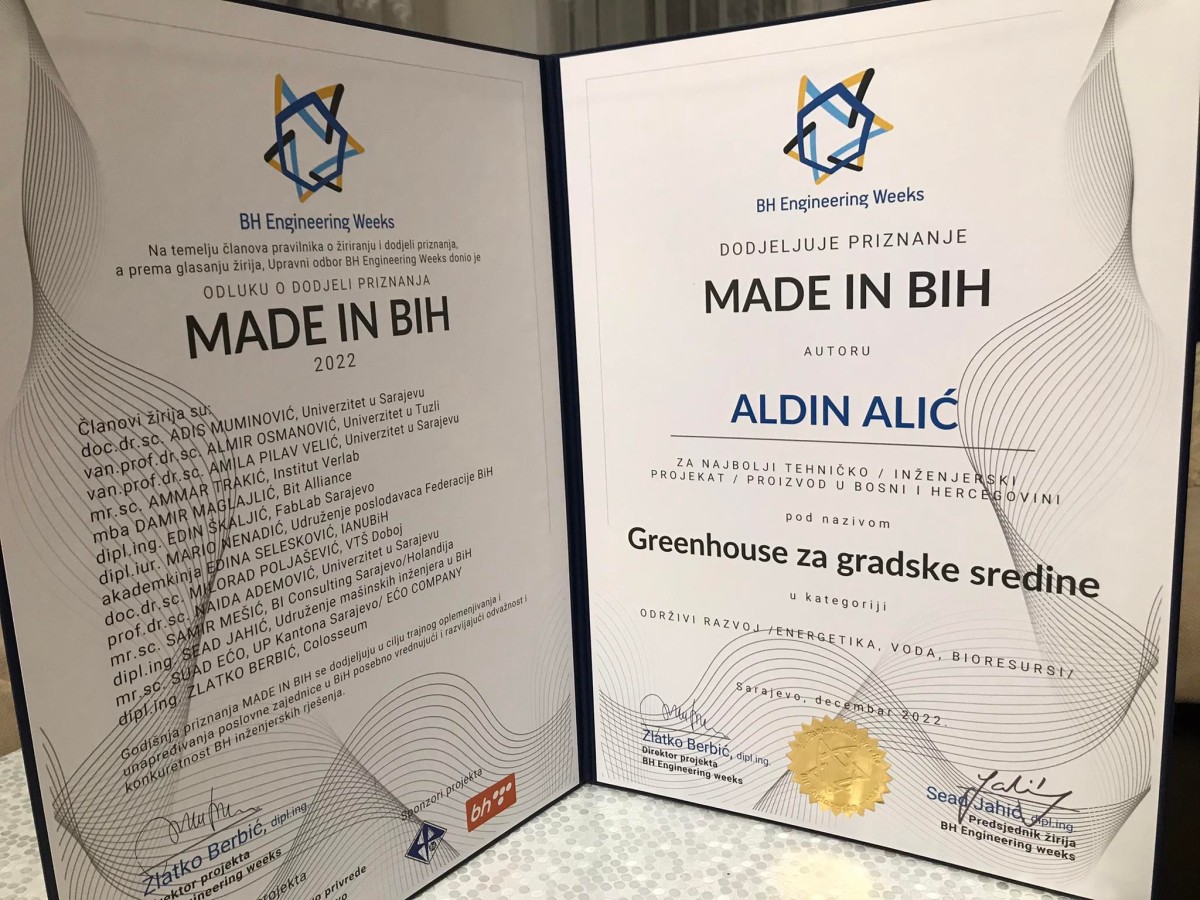 BH Engineering Weeks
Na temelju članova pravilnika o žiriranju i dodjeli priznanja,
a prema glasanju žirija, Upravni odbor BH Engineering Weeks donio je
ODLUKU O DODJELI PRIZNANJA
MADE IN BIH
2022
Članovi žirija su:
doc.dr.sc. ADIS MUMINOVIĆ, Univerzitet u Sarajevu
van.prof.dr.sc. ALMIR OSMANOVIĆ, Univerzitet u Tuzli
van.prof.dr.sc. AMILA PILAV VELIĆ, Univerzitet u Sarajevu
mr.sc. AMMAR TRAKIĆ, Institut Verlab
mba DAMIR MAGLAJLIĆ, Bit Alliance
dipl.ing. EDIN ŠKALJIĆ, FabLab Sarajevo
dipl.iur. MARIO NENADIĆ, Udruženje poslodavaca Federacije BiH
akademkinja EDINA SELESKOVIĆ, IANUBiH
doc.dr.sc. MILORAD POLJAŠEVIĆ, VTŠ Doboj
prof.dr.sc. NAIDA ADEMOVIĆ, Univerzitet u Sarajevu
mr.sc. SAMIR MEŠIĆ, BI Consulting Sarajevo/Holandija
dipl.ing. SEAD JAHIĆ, Udruženje mašinskih inženjera u BiH
mr.sc. SUAD EĆO, UP Kantona Sarajevo/ EĆO COMPANY
dipl.ing. ZLATKO BERBIĆ, Colosseum
Godišnja priznanja MADE IN BIH se dodjeljuju u cilju trajnog oplemenjivanja i
unapređivanja poslovne zajednice u BiH posebno vrednujući i razvijajući odvažnost i
konkuretnost BH inženjerskih rješenja.
Zlatko Berbić, dipl.ing.
Direktor projekta
Engineering weeks
Sponzori projekta
bh
projekta
privrede
BH Engineering Weeks
DODJELJUJE PRIZNANJE
MADE IN BIH
AUTORU
ALDIN ALIĆ
ZA NAJBOLJI TEHNIČKO / INŽENJERSKI
PROJEKAT / PROIZVOD U BOSNI I HERCEGOVINI
pod nazivom
Greenhouse za gradske sredine
u kategoriji
ODRŽIVI RAZVOJ /ENERGETIKA, VODA, BIORESURSI/
Sarajevo, decembar 2022.
Zlatko Berbić, dipl.ing.
Direktor projekta
BH Engineering weeks
Sead Jahić, dipl.ing.
Predsjednik žirija
BH Engineering weeks